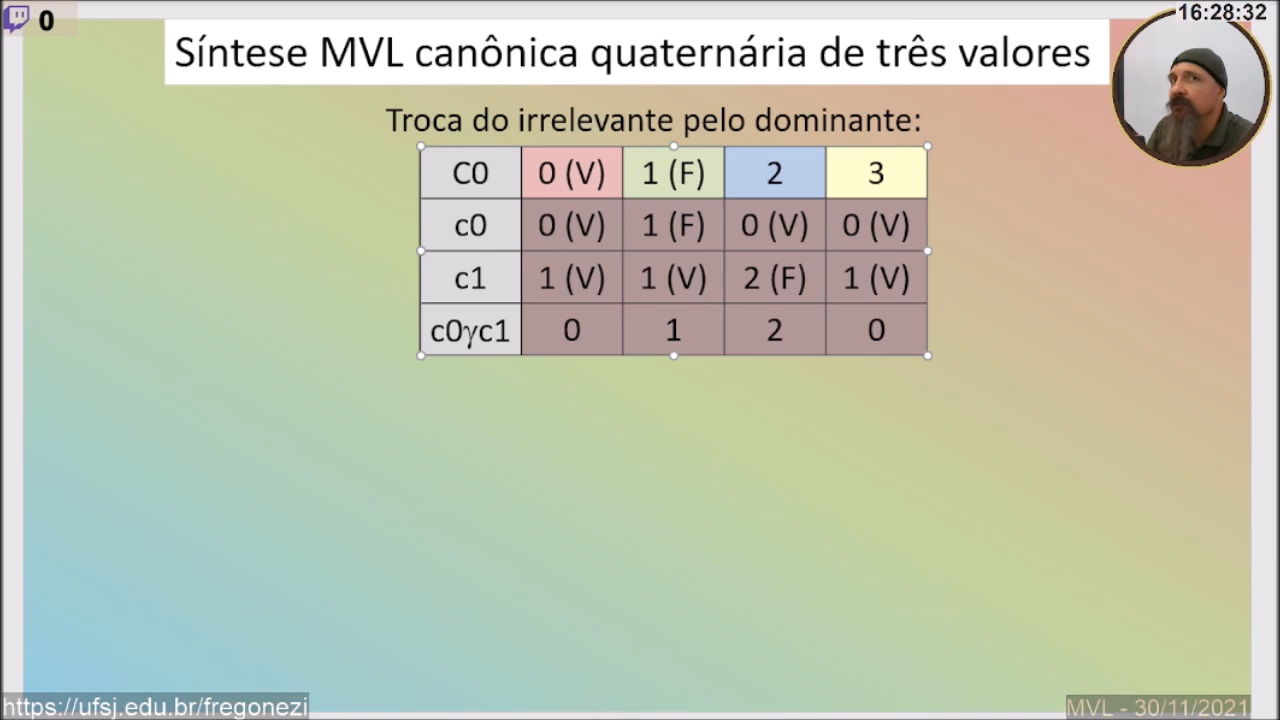 0
16:28:32
Síntese MVL canônica quaternária de três valores
Troca do irrelevante pelo dominante:
C0 0 (V) 1 (F) 2 3
c0 0 (V) 1 (F) 0 (V) 0 (V)
c1 1 (V) 1 (V) 2 (F) 1 (V)
c0γc1 0 1 2 0
https://ufsj.edu.br/fregonezi
MVL - 30/11/2021